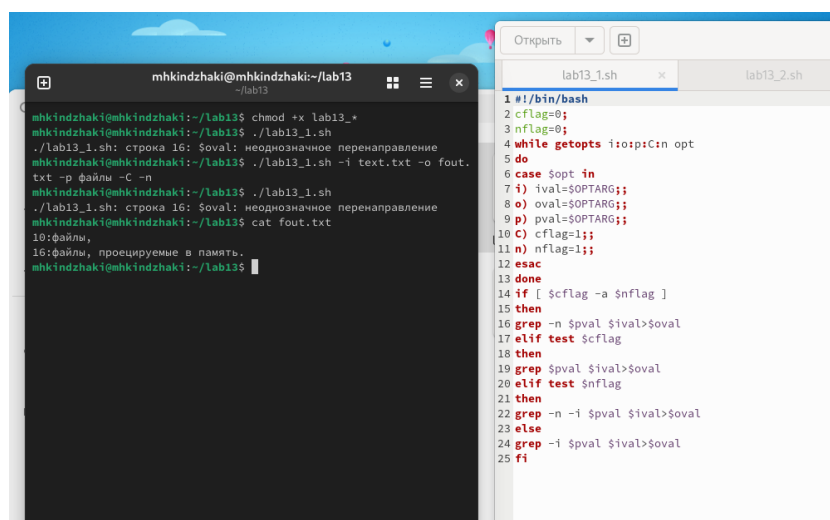 mhkindzhaki@mhkindzhaki:~/lab13
~/lab13
mhkindzhaki@mhkindzhaki:~/lab13$ chmod +x lab13_*
mhkindzhaki@mhkindzhaki:~/lab13$ ./lab13_1.sh
./lab13_1.sh: строка 16: $oval: неоднозначное перенаправление
mhkindzhaki@mhkindzhaki:~/lab13$ ./lab13_1.sh -i text.txt -o fout.
txt -p файлы -C -n
mhkindzhaki@mhkindzhaki:~/lab13$ ./lab13_1.sh
./lab13_1.sh: строка 16: $oval: неоднозначное перенаправление
mhkindzhaki@mhkindzhaki:~/lab13$ cat fout.txt
10:файлы,
16:файлы, проецируемые в память.
mhkindzhaki@mhkindzhaki:~/lab13$
Открыть
lab13_1.sh
lab13_2.sh
1 #!/bin/bash
2 cflag=0;
3 nflag=0;
4 while getopts i:o:p:C:n opt
5 do
6 case $opt in
7 i) ival=$OPTARG;;
8 o) oval=$OPTARG;;
9 p) pval=$OPTARG;;
10 C) cflag=1;;
11 n) nflag=1;;
12 esac
13 done
14 if [ $cflag -a $nflag ]
15 then
16 grep -n $pval $ival>$oval
17 elif test $cflag
18 then
19 grep $pval $ival>$oval
20 elif test $nflag
21 then
22 grep -n -i $pval $ival>$oval
23 else
24 grep -i $pval $ival>$oval
25 fi